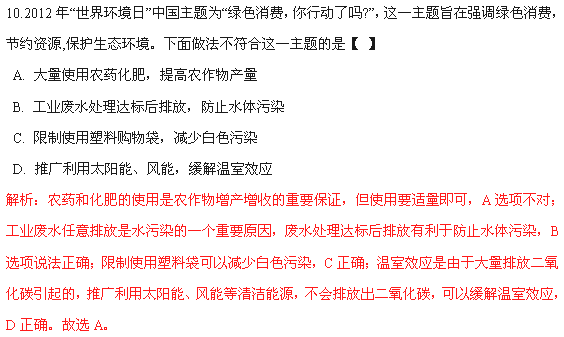 10.2012年“世界环境日”中国主题为“绿色消费，你行动了吗?”，这一主题旨在强调绿色消费，
节约资源,保护生态环境。下面做法不符合这一主题的是【  】
A. 大量使用农药化肥，提高农作物产量
B. 工业废水处理达标后排放，防止水体污染
C. 限制使用塑料购物袋，减少白色污染
D. 推广利用太阳能、风能，缓解温室效应
解析：农药和化肥的使用是农作物增产增收的重要保证，但使用要适量即可，A选项不对；
工业废水任意排放是水污染的一个重要原因，废水处理达标后排放有利于防止水体污染，B
选项说法正确；限制使用塑料袋可以减少白色污染，C正确；温室效应是由于大量排放二氧
化碳引起的，推广利用太阳能、风能等清洁能源，不会排放出二氧化碳，可以缓解温室效应，
D正确。故选A。